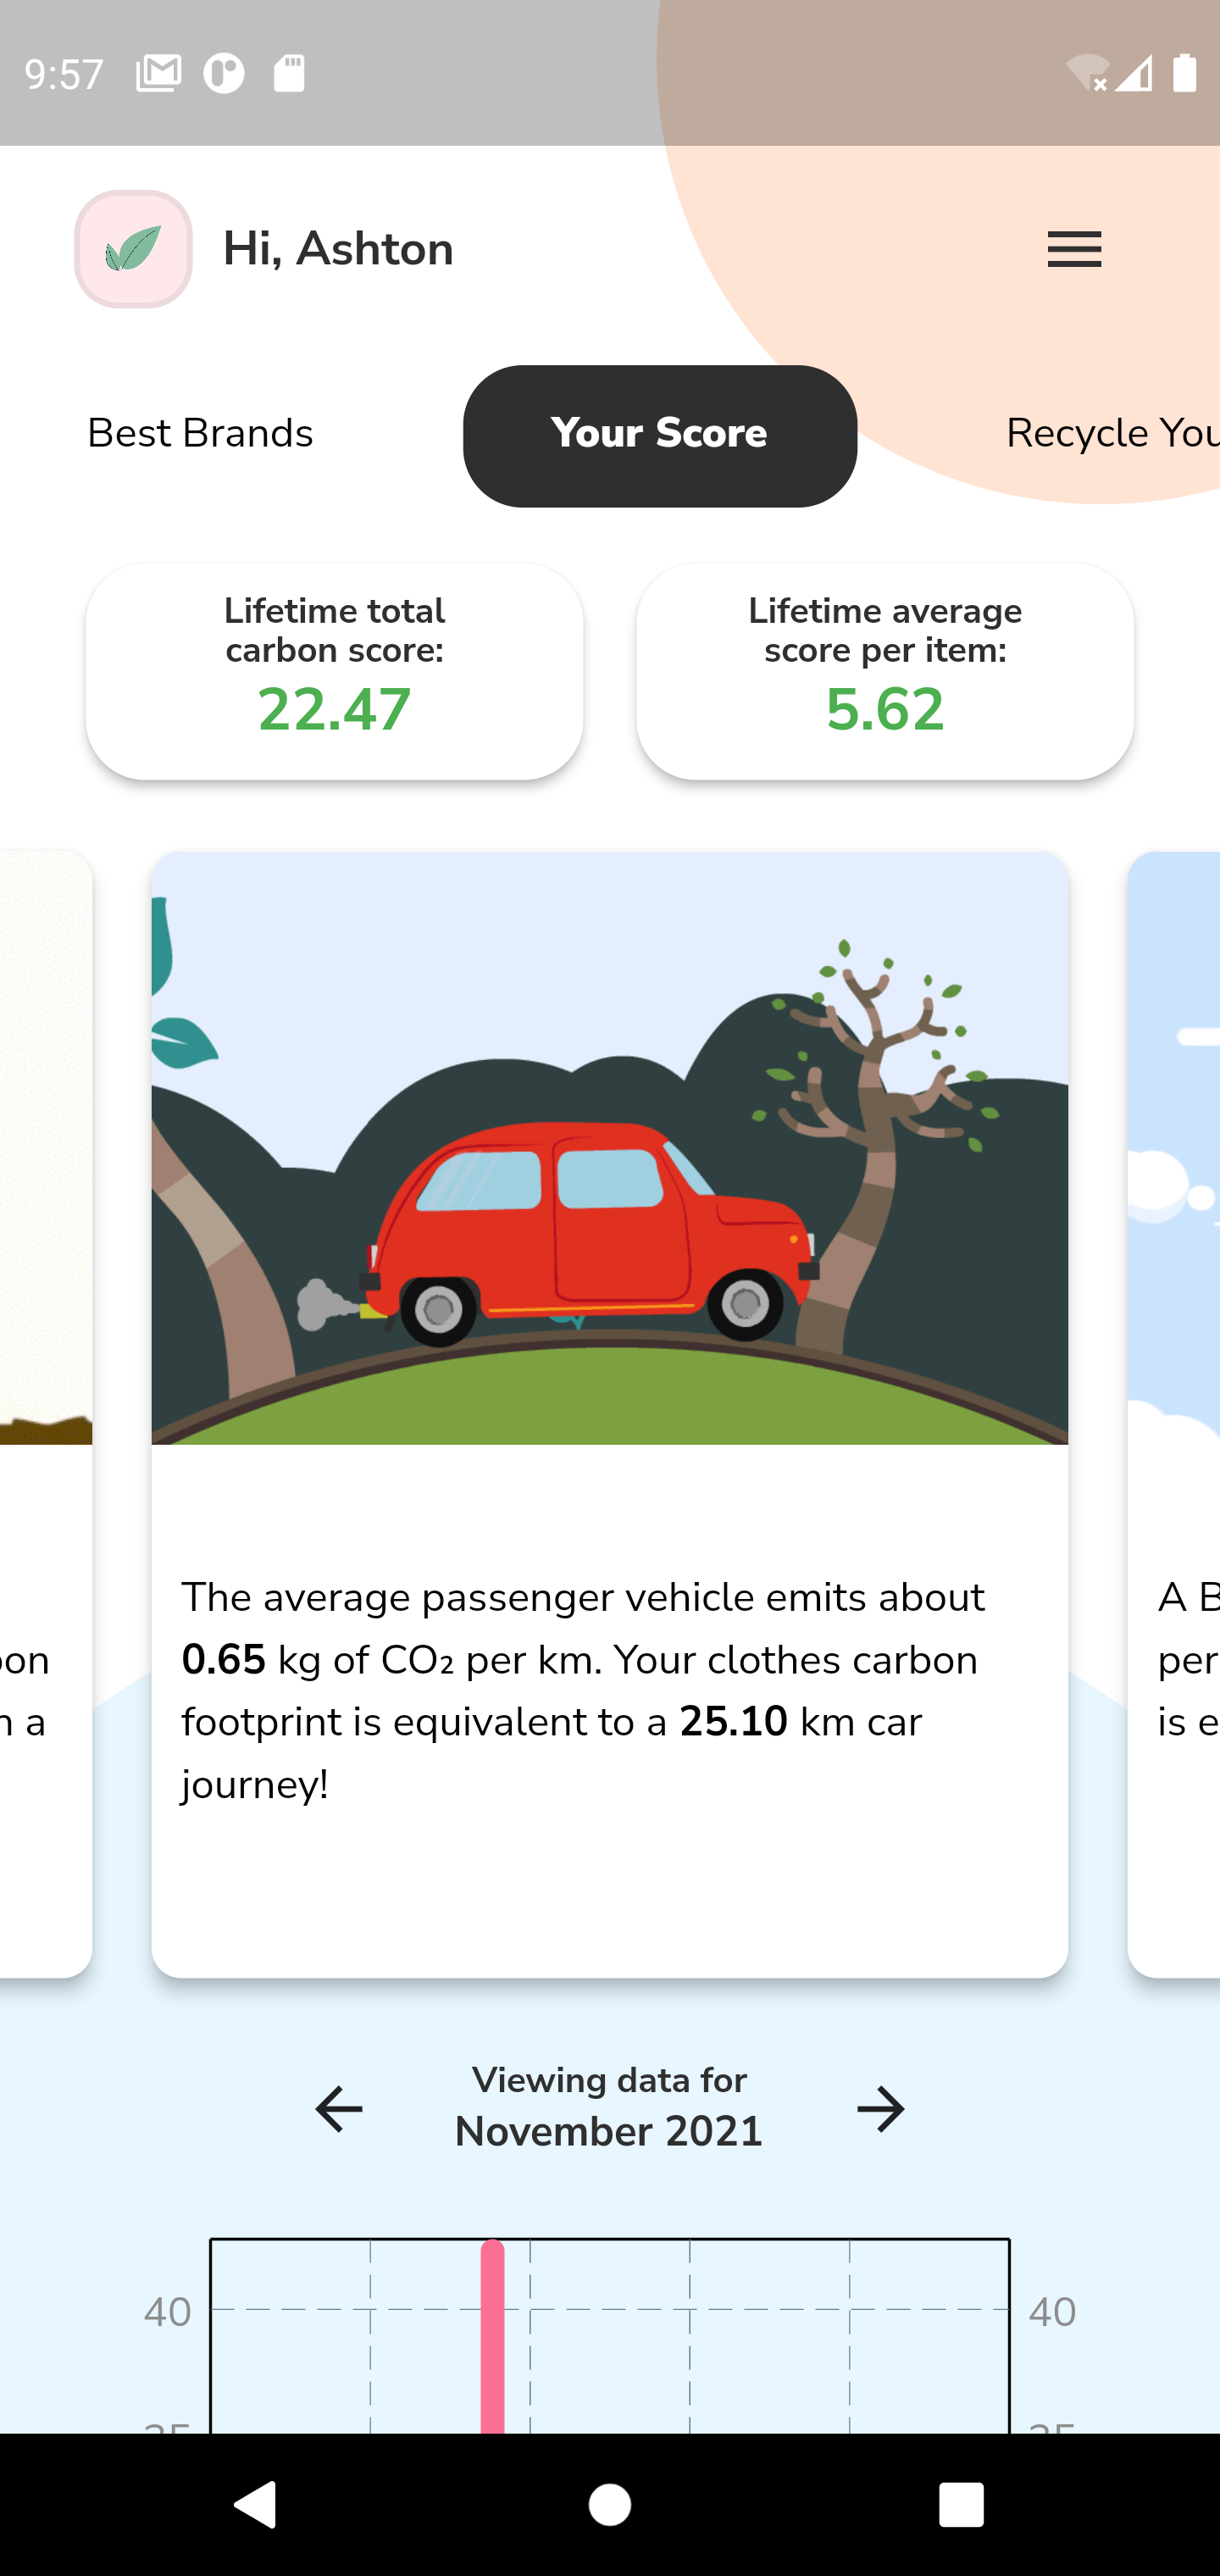 9:57
Hi, Ashton
Best Brands
Your Score
Recycle You
Lifetime total
carbon score:
22.47
Lifetime average
score per item:
5.62
The average passenger vehicle emits about
0.65 kg of CO₂ per km. Your clothes carbon
footprint is equivalent to a 25.10 km car
journey!
on
a
A B
per
is e
Viewing data for
November 2021
40
40
35
35